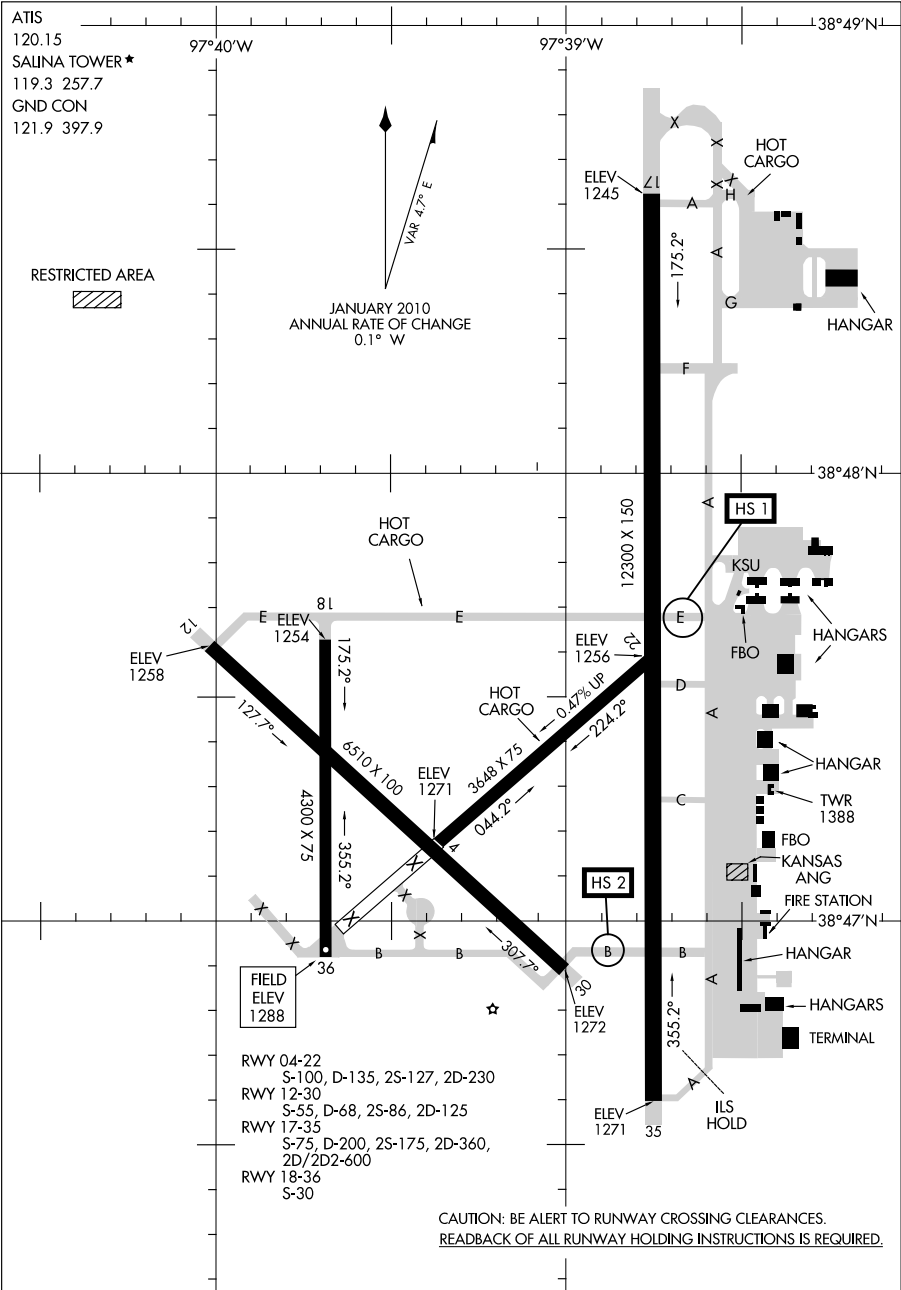 ATIS
120.15
SALINA TOWER★
119.3 257.7
GND CON
121.9 397.9
97°40'W
97°39'W
38°49'N
VAR 4.7° E
JANUARY 2010
ANNUAL RATE OF CHANGE
0.1° W
RESTRICTED AREA
X
X
X
X
HOT
CARGO
H
ELEV
1245
17
A
175.2°
A
G
HANGAR
F
38°48'N
12300 X 150
A
HS 1
HOT
CARGO
KSU
E
E
E
HANGARS
FBO
18
ELEV
1254
12
ELEV
1258
175.2°
127.7°
22
ELEV
1256
D
HOT
CARGO
0.47% UP
224.2°
A
6510 X 100
ELEV
1271
3648 X 75
044.2°
4
HANGAR
C
TWR
1388
4300 X 75
355.2°
FBO
KANSAS
ANG
X
HS 2
FIRE STATION
38°47'N
X
X
X
X
X
B
B
B
B
307.7°
HANGAR
36
FIELD
ELEV
1288
30
ELEV
1272
A
355.2°
HANGARS
TERMINAL
A
ILS
HOLD
ELEV
1271
35
RWY 04-22
S-100, D-135, 2S-127, 2D-230
RWY 12-30
S-55, D-68, 2S-86, 2D-125
RWY 17-35
S-75, D-200, 2S-175, 2D-360,
2D/2D2-600
RWY 18-36
S-30
CAUTION: BE ALERT TO RUNWAY CROSSING CLEARANCES.
READBACK OF ALL RUNWAY HOLDING INSTRUCTIONS IS REQUIRED.